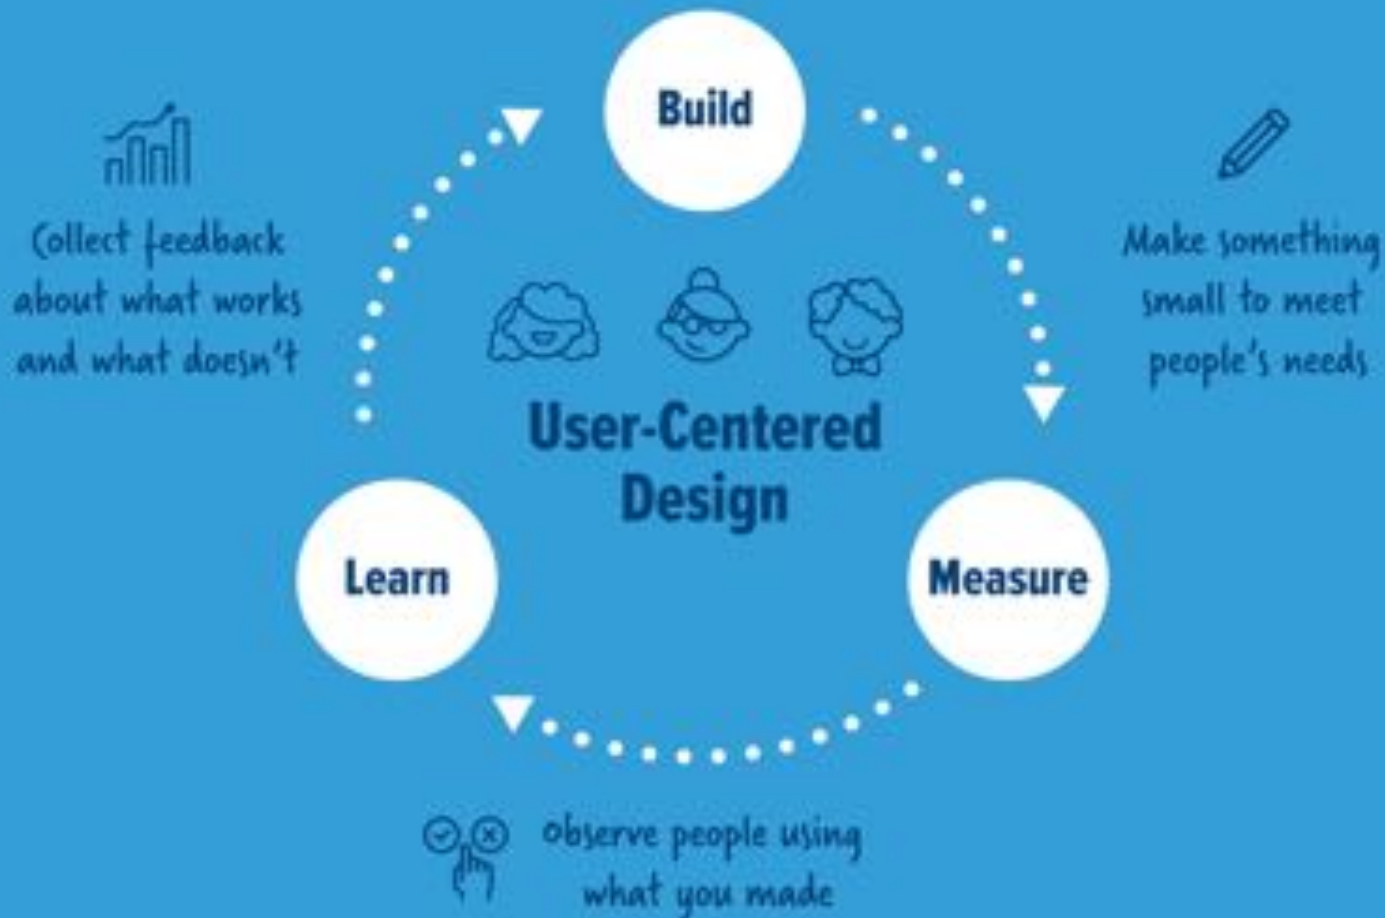 Build
Collect feedback
about what works
and what doesn't
Make something
small to meet
people's needs
User-Centered
Design
Learn
Measure
Observe people using
what you made